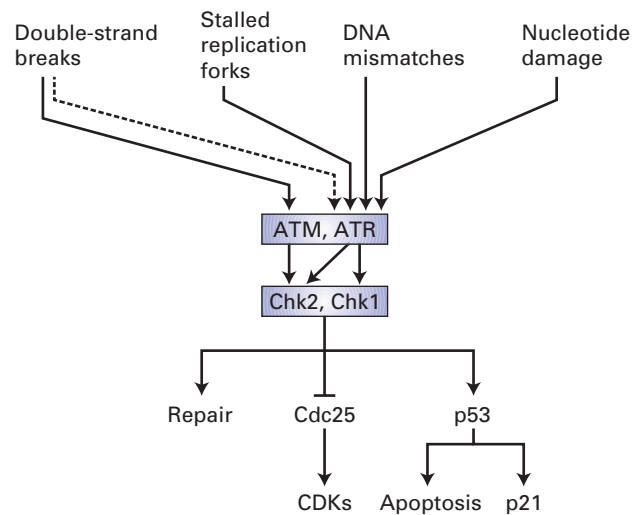 Double-strand
breaks
Stalled
replication
forks
DNA
mismatches
Nucleotide
damage
ATM, ATR
Chk2, Chk1
Repair
Cdc25
p53
CDKs
Apoptosis
p21